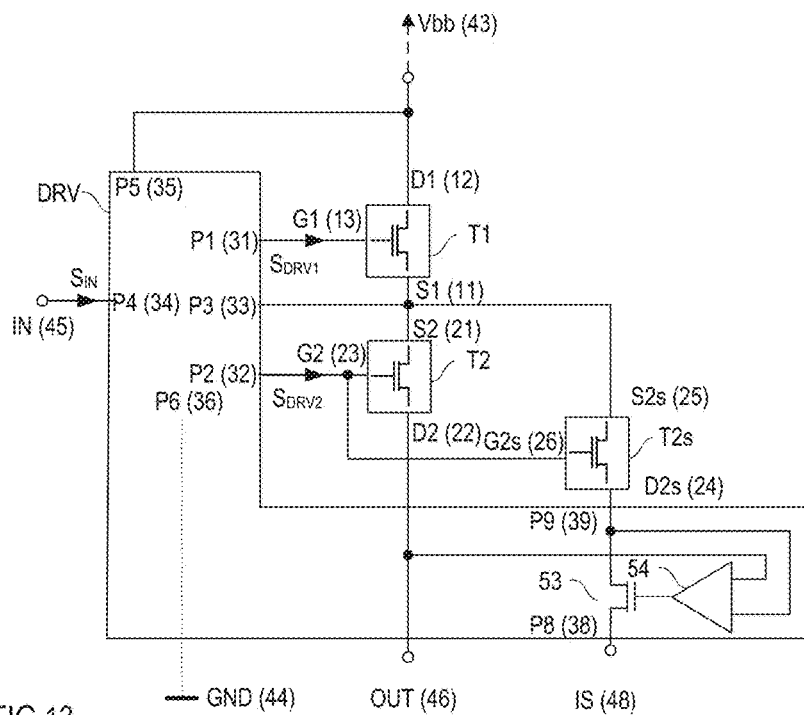 Vbb (43)
DRV
P5 (35)
D1 (12)
G1 (13)
T1
P1 (31)
SDRV1
SIN
P4 (34)
P3 (33)
S1 (11)
IN (45)
S2 (21)
G2 (23)
T2
P2 (32)
SDRV2
P6 (36)
S2s (25)
D2 (22)
G2s (26)
T2s
D2s (24)
P9 (39)
53
54
P8 (38)
GND (44)
OUT (46)
IS (48)